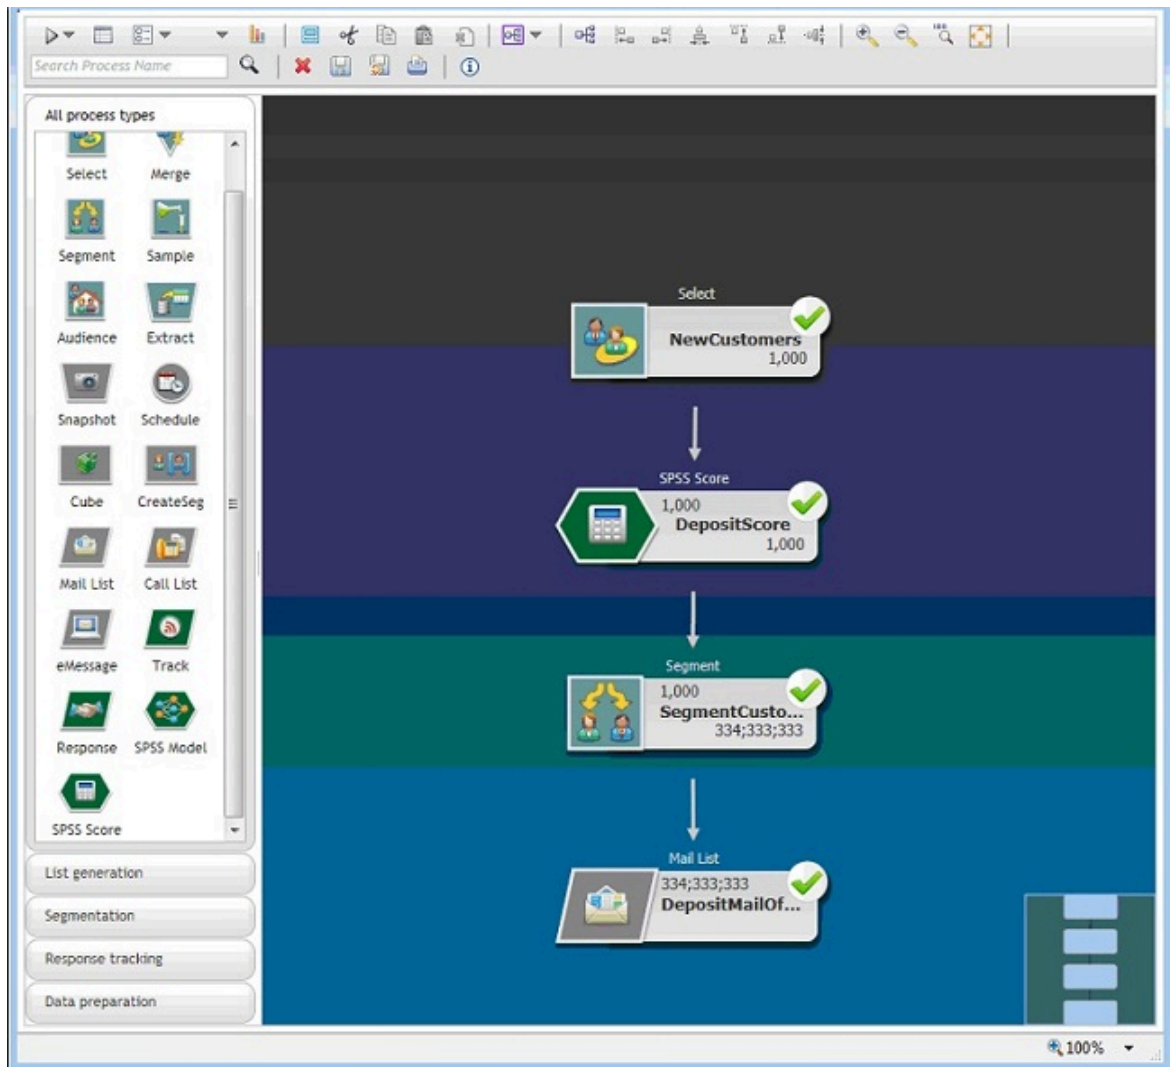 Search Process Name
All process types
Select Merge
Segment Sample
Audience Extract
Snapshot Schedule
Cube CreateSeg
Mail List Call List
eMessage Track
Response SPSS Model
SPSS Score
List generation
Segmentation
Response tracking
Data preparation
Select
NewCustomers
1,000
SPSS Score
1,000
DepositScore
1,000
Segment
1,000
SegmentCusto...
334;333;333
Mail List
334;333;333
DepositMailOf...
100%